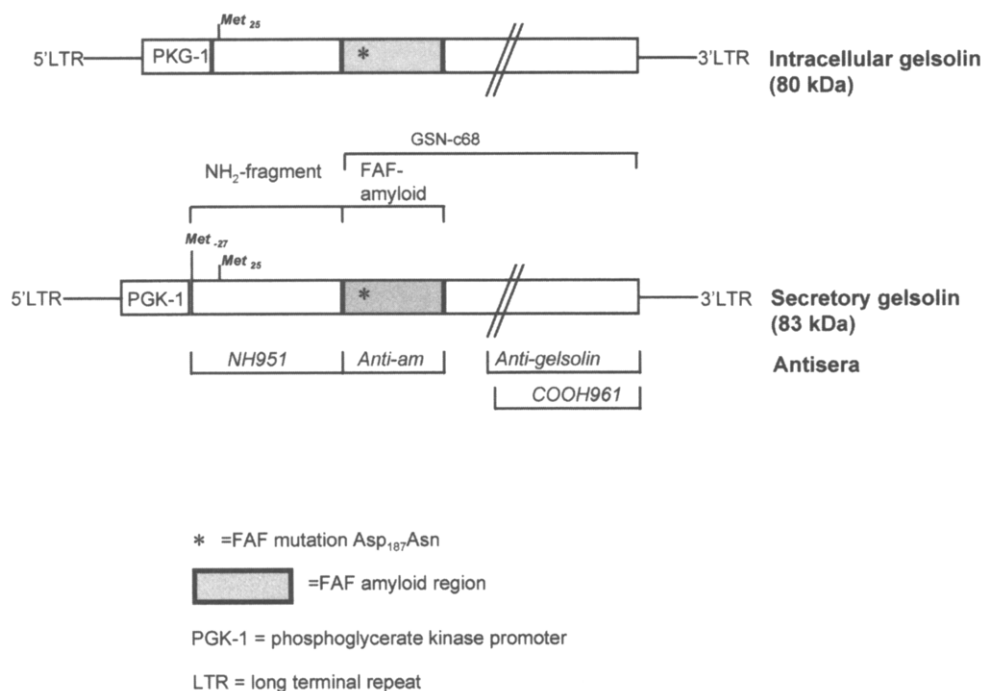 Met 25
5'LTR PKG-1 * 3'LTR Intracellular gelsolin
(80 kDa)
GSN-c68
NH2-fragment FAF-
amyloid
Met -27
Met 25
5'LTR PGK-1 * 3'LTR Secretory gelsolin
(83 kDa)
NH951 Anti-am Anti-gelsolin Antisera
COOH961
* =FAF mutation Asp187Asn
=FAF amyloid region
PGK-1 = phosphoglycerate kinase promoter
LTR = long terminal repeat